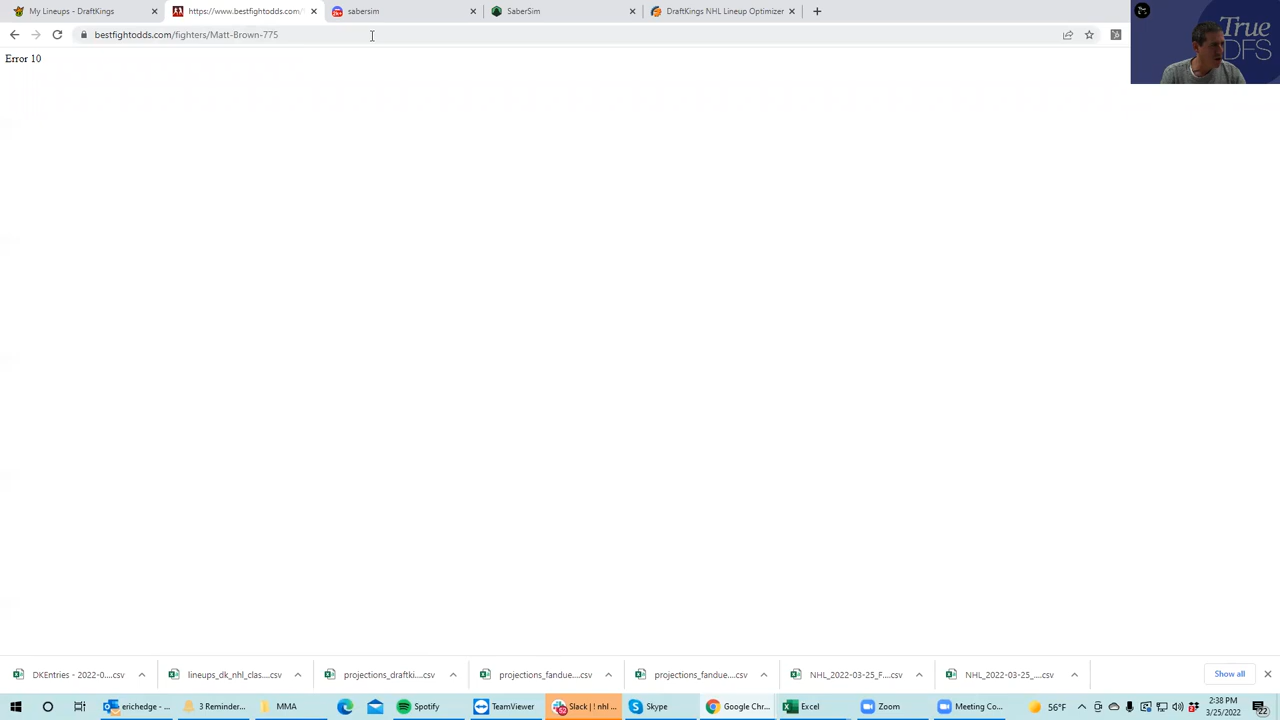 My Lineups - DraftKings
https://www.bestfightodds.com/
sabersim
SaberSim
DraftKings NHL Lineup Optimizer
bestfightodds.com/fighters/Matt-Brown-775
True
DFS
Error 10
DKEntries - 2022-0....csv
lineups_dk_nhl_clas....csv
projections_draftki....csv
projections_fandue....csv
projections_fandue....csv
NHL_2022-03-25_F....csv
NHL_2022-03-25_....csv
Show all
erichedge - ...
3 Reminder...
MMA
Spotify
TeamViewer
Slack | ! nhl ...
Skype
Google Chr...
Excel
Zoom
Meeting Co...
56°F
2:38 PM
3/25/2022